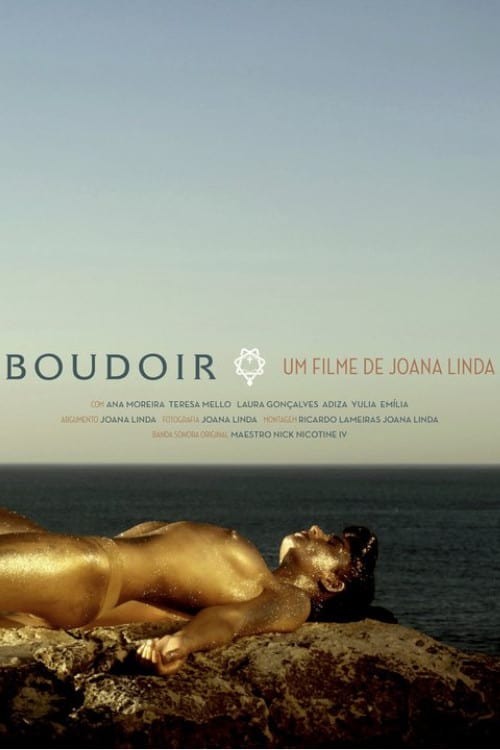 BOUDOIR UM FILME DE JOANA LINDA
COM ANA MOREIRA TERESA MELLO LAURA GONÇALVES ADIZA YULIA EMÍLIA
ARGUMENTO JOANA LINDA FOTOGRAFIA JOANA LINDA MONTAGEM RICARDO LAMEIRAS JOANA LINDA
BANDA SONORA ORIGINAL MAESTRO NICK NICOTINE IV